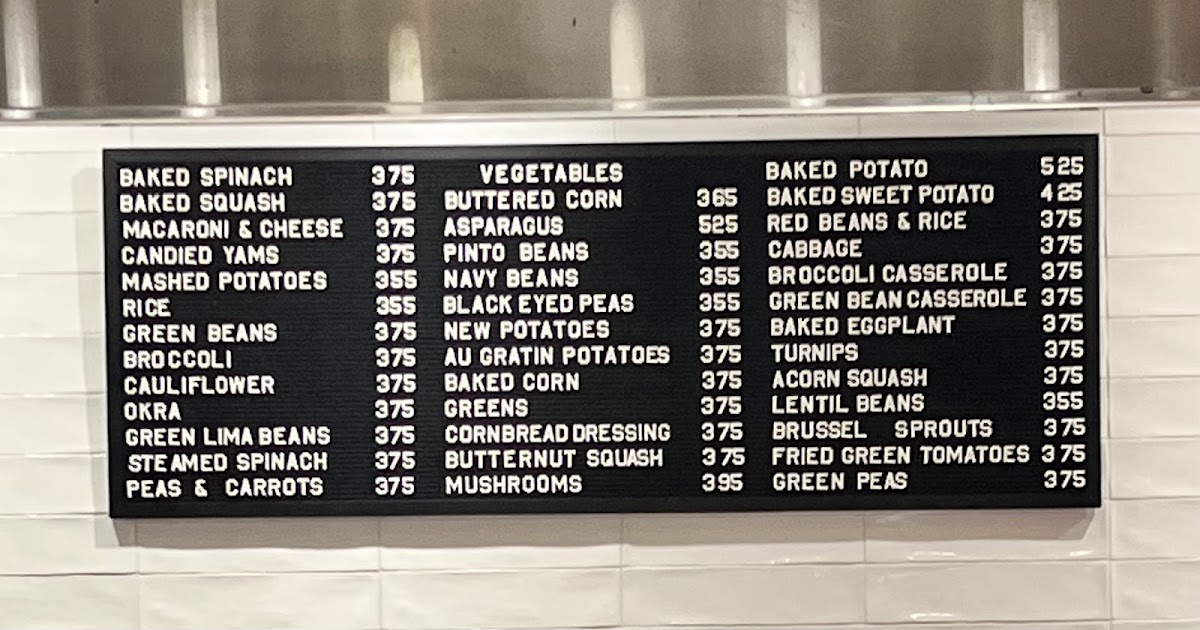 BAKED SPINACH 375
BAKED SQUASH 375
MACARONI & CHEESE 375
CANDIED YAMS 375
MASHED POTATOES 355
RICE 355
GREEN BEANS 375
BROCCOLI 375
CAULIFLOWER 375
OKRA 375
GREEN LIMA BEANS 375
STEAMED SPINACH 375
PEAS & CARROTS 375
VEGETABLES
BUTTERED CORN 365
ASPARAGUS 525
PINTO BEANS 355
NAVY BEANS 355
BLACK EYED PEAS 355
NEW POTATOES 375
AU GRATIN POTATOES 375
BAKED CORN 375
GREENS 375
CORNBREAD DRESSING 375
BUTTERNUT SQUASH 375
MUSHROOMS 395
BAKED POTATO 525
BAKED SWEET POTATO 425
RED BEANS & RICE 375
CABBAGE 375
BROCCOLI CASSEROLE 375
GREEN BEAN CASSEROLE 375
BAKED EGGPLANT 375
TURNIPS 375
ACORN SQUASH 375
LENTIL BEANS 355
BRUSSEL SPROUTS 375
FRIED GREEN TOMATOES 375
GREEN PEAS 375